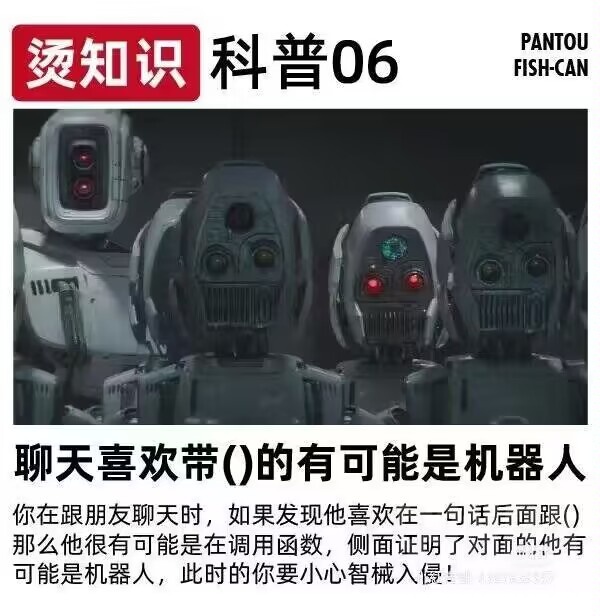 烫知识 科普06
PANTOU
FISH-CAN
聊天喜欢带()的有可能是机器人
你在跟朋友聊天时，如果发现他喜欢在一句话后面跟()
那么他很有可能是在调用函数，侧面证明了对面的他有
可能是机器人，此时的你要小心智械入侵！